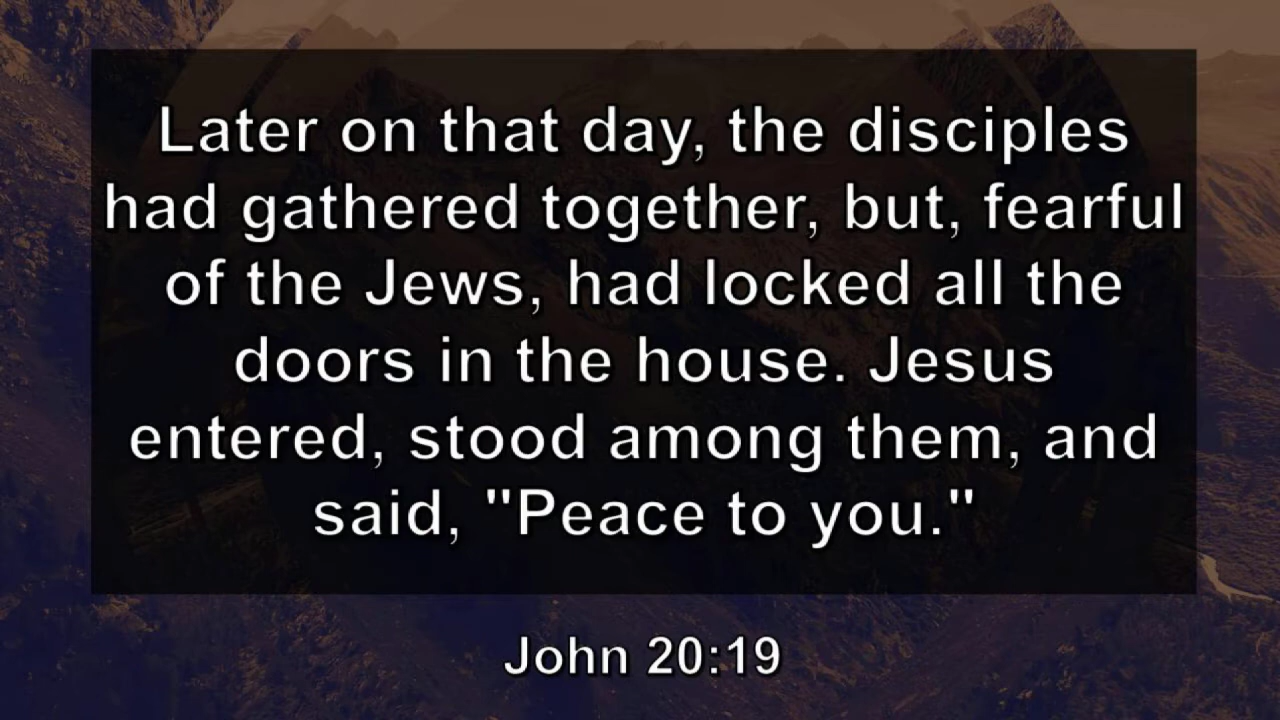 Later on that day, the disciples
had gathered together, but, fearful
of the Jews, had locked all the
doors in the house. Jesus
entered, stood among them, and
said, "Peace to you."
John 20:19